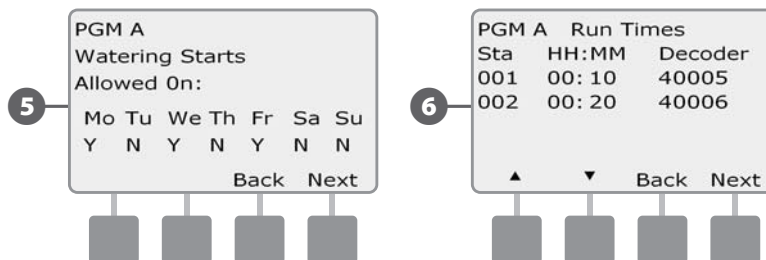 5
PGM A
Watering Starts
Allowed 0n:
Mo Tu We Th Fr Sa Su
Y N Y N Y N N
Back Next
6
PGM A Run Times
Sta HH:MM Decoder
001 00: 10 40005
002 00: 20 40006
▲ ▼ Back Next